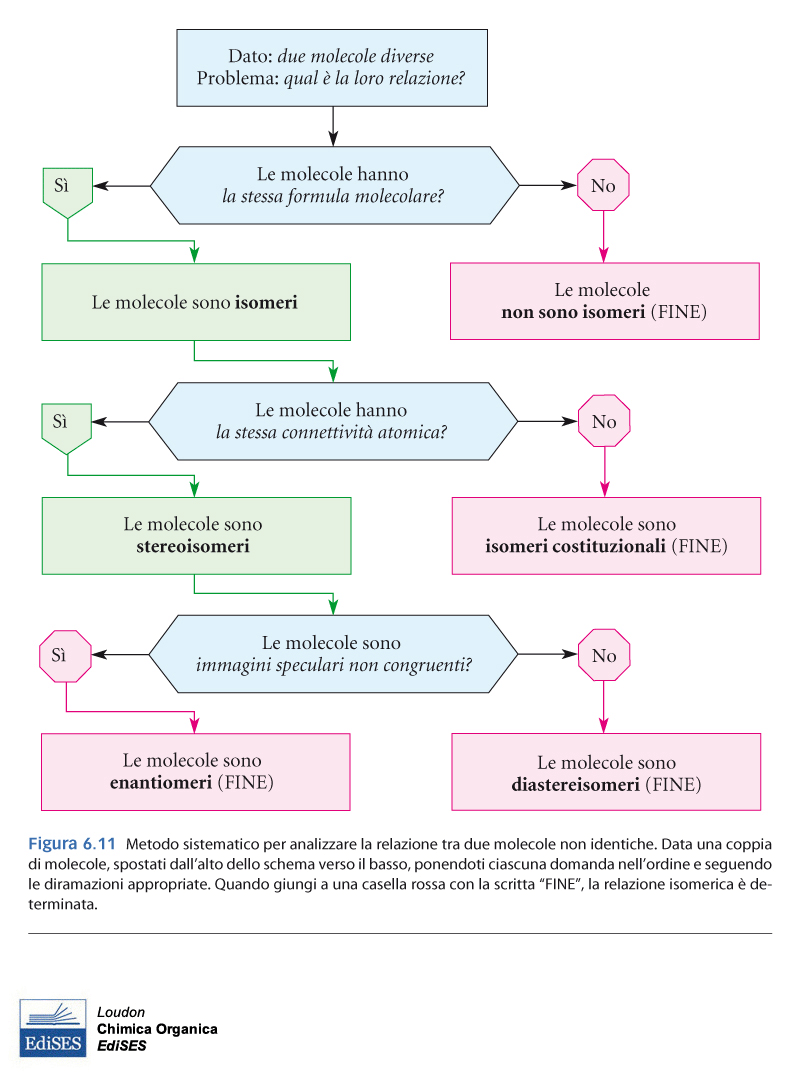 Dato: due molecole diverse
Problema: qual è la loro relazione?
Le molecole hanno
la stessa formula molecolare?
Sì
No
Le molecole sono isomeri
Le molecole
non sono isomeri (FINE)
Le molecole hanno
la stessa connettività atomica?
Sì
No
Le molecole sono
stereoisomeri
Le molecole sono
isomeri costituzionali (FINE)
Le molecole sono
immagini speculari non congruenti?
Sì
No
Le molecole sono
enantiomeri (FINE)
Le molecole sono
diastereisomeri (FINE)
Figura 6.11 Metodo sistematico per analizzare la relazione tra due molecole non identiche. Data una coppia
di molecole, spostati dall'alto dello schema verso il basso, ponendoti ciascuna domanda nell'ordine e seguendo
le diramazioni appropriate. Quando giungi a una casella rossa con la scritta “FINE”, la relazione isomerica è de-
terminata.
EdiSES
Loudon
Chimica Organica
EdiSES